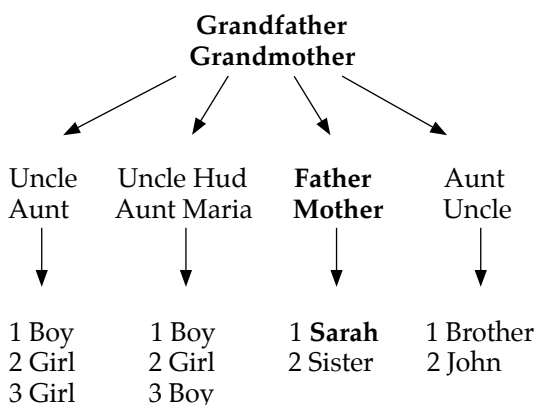 Grandfather
Grandmother
Uncle
Aunt
Uncle Hud
Aunt Maria
Father
Mother
Aunt
Uncle
1 Boy
2 Girl
3 Girl
1 Boy
2 Girl
3 Boy
1 Sarah
2 Sister
1 Brother
2 John